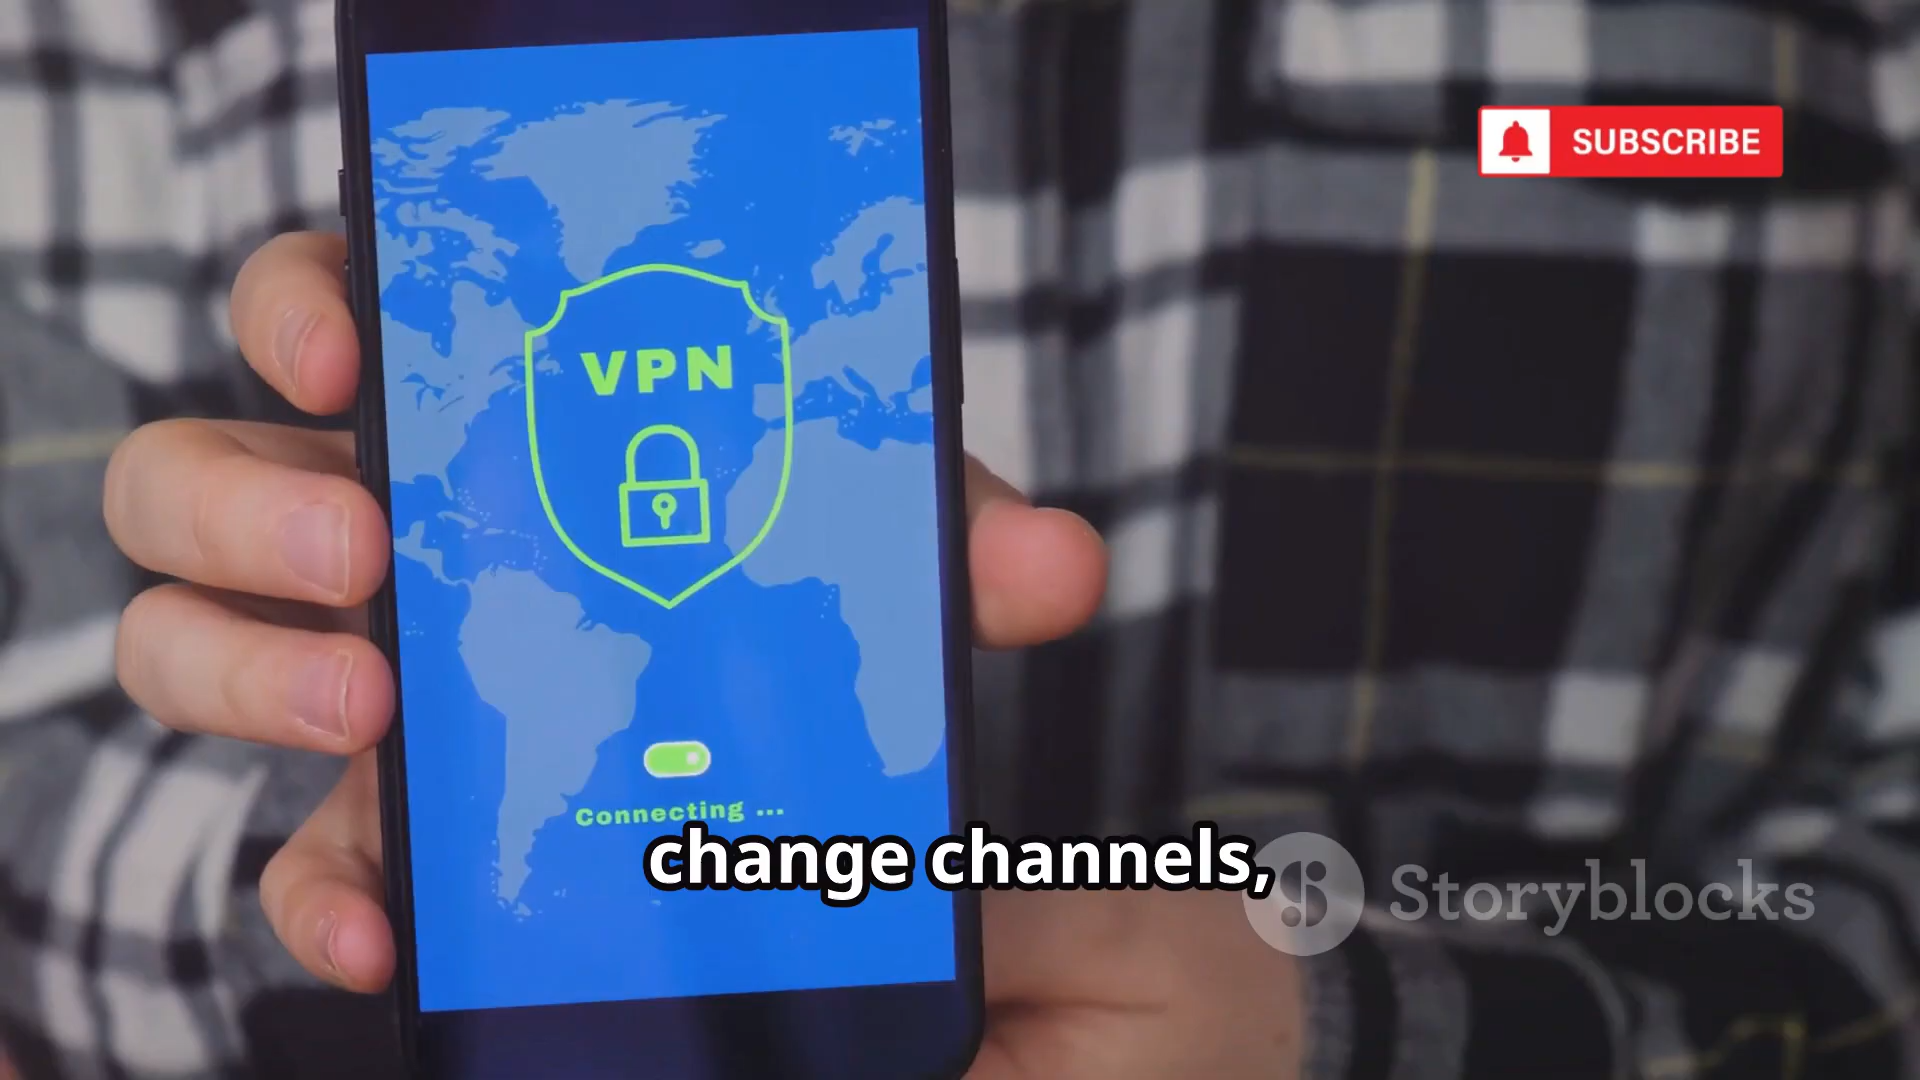 SUBSCRIBE
VPN
Connecting ...
change channels,
Storyblocks